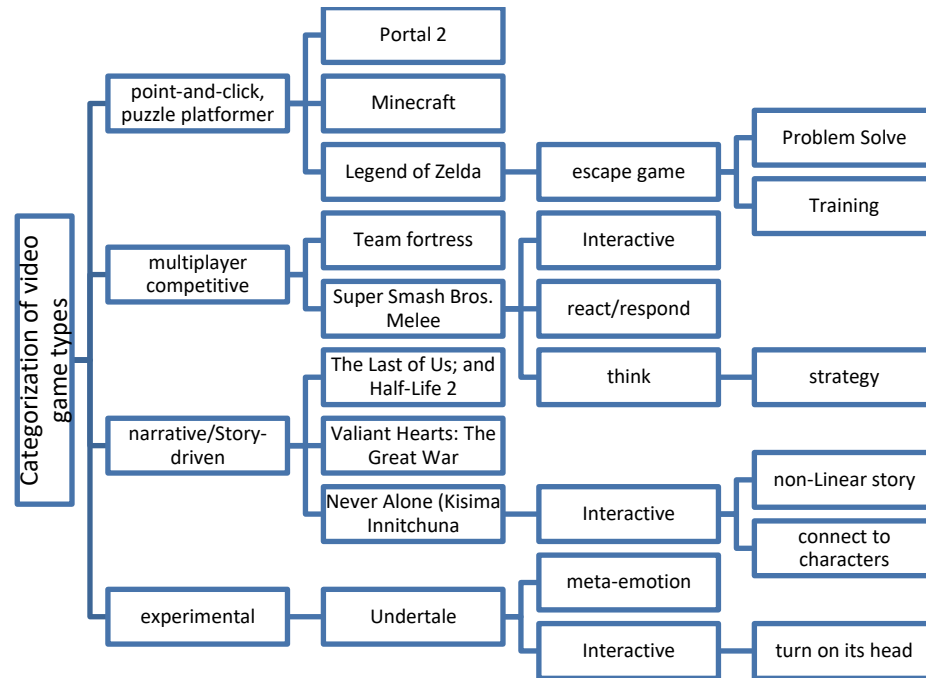 Categorization of video
game types
point-and-click,
puzzle platformer
Portal 2
Minecraft
Legend of Zelda
escape game
Problem Solve
Training
multiplayer
competitive
Team fortress
Super Smash Bros.
Melee
Interactive
react/respond
think
strategy
narrative/Story-
driven
The Last of Us; and
Half-Life 2
Valiant Hearts: The
Great War
Never Alone (Kisima
Innitchuna
Interactive
non-Linear story
connect to
characters
experimental
Undertale
meta-emotion
Interactive
turn on its head